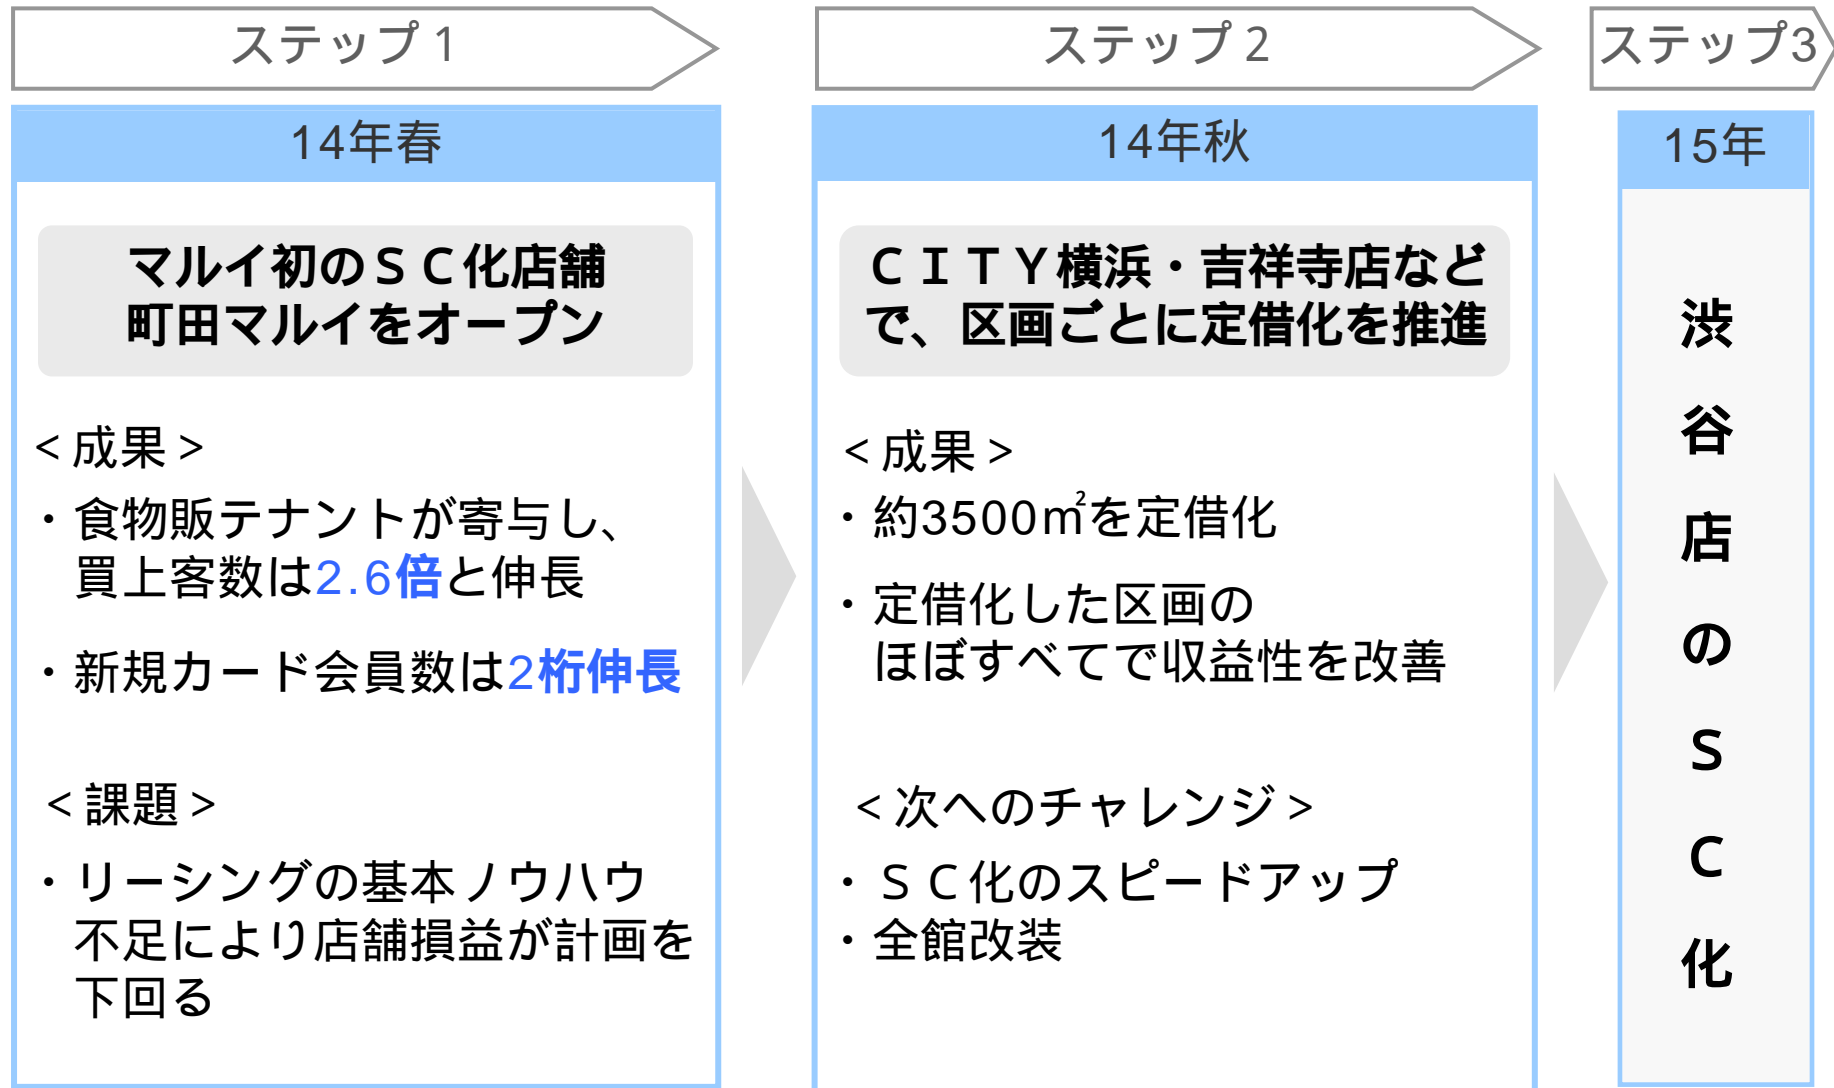 ステップ１
14年春
マルイ初のＳＣ化店舗
町田マルイをオープン
＜成果＞
・食物販テナントが寄与し、
買上客数は2.6倍と伸長
・新規カード会員数は2桁伸長
＜課題＞
・リーシングの基本ノウハウ
不足により店舗損益が計画を
下回る
ステップ２
14年秋
ＣＩＴＹ横浜・吉祥寺店など
で、区画ごとに定借化を推進
＜成果＞
・約3500㎡を定借化
・定借化した区画の
ほぼすべてで収益性を改善
＜次へのチャレンジ＞
・ＳＣ化のスピードアップ
・全館改装
ステップ3
15年
渋谷店のＳＣ化